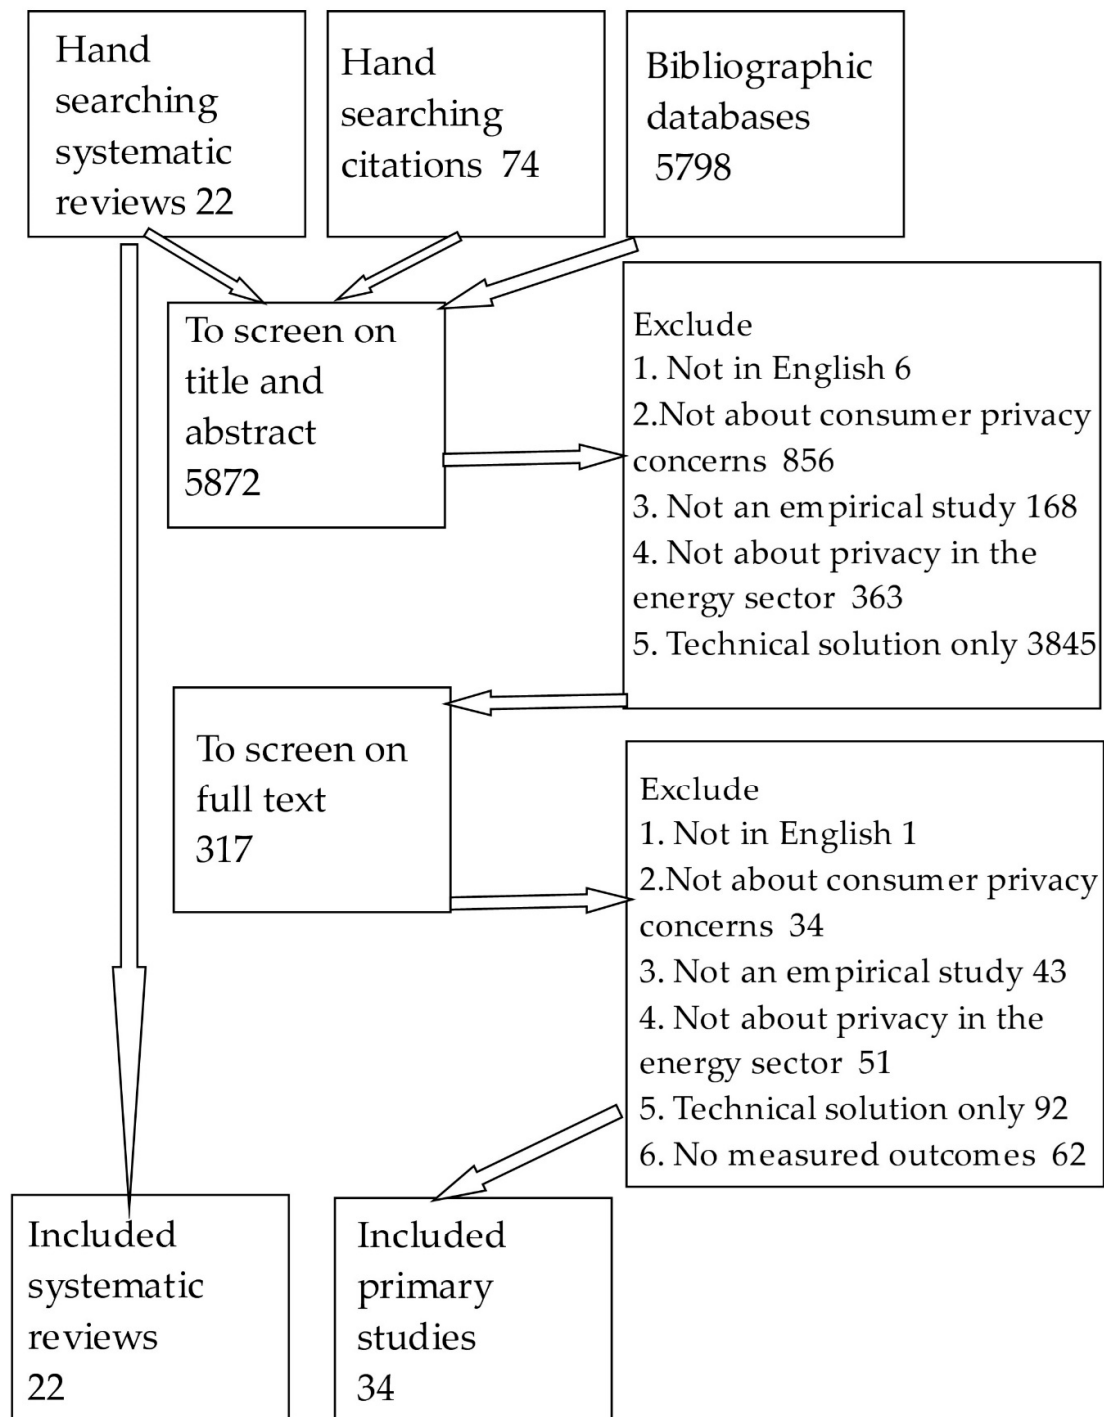 Hand
searching
systematic
reviews 22
Hand
searching
citations 74
Bibliographic
databases
5798
To screen on
title and
abstract
5872
Exclude
1. Not in English 6
2.Not about consumer privacy
concerns 856
3. Not an empirical study 168
4. Not about privacy in the
energy sector 363
5. Technical solution only 3845
To screen on
full text
317
Exclude
1. Not in English 1
2.Not about consumer privacy
concerns 34
3. Not an empirical study 43
4. Not about privacy in the
energy sector 51
5. Technical solution only 92
6. No measured outcomes 62
Included
systematic
reviews
22
Included
primary
studies
34